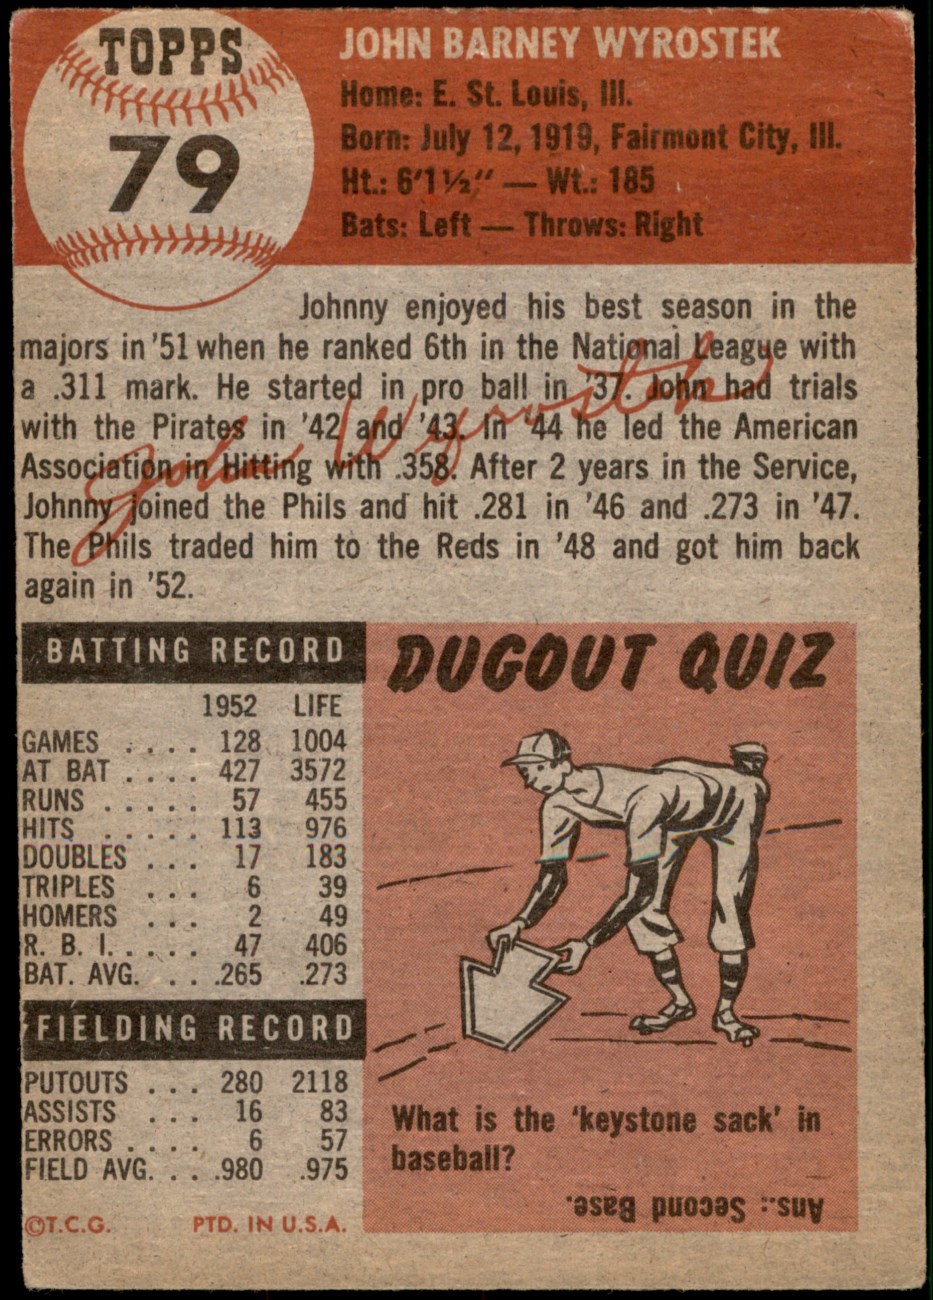 TOPPS
79
JOHN BARNEY WYROSTEK
Home: E. St. Louis, Ill.
Born: July 12, 1919, Fairmont City, Ill.
Ht.: 6'1½" — Wt.: 185
Bats: Left — Throws: Right
Johnny enjoyed his best season in the
majors in '51 when he ranked 6th in the National League with
a .311 mark. He started in pro ball in '37. John had trials
with the Pirates in '42 and '43. In '44 he led the American
Association in Hitting with .358. After 2 years in the Service,
Johnny joined the Phils and hit .281 in '46 and .273 in '47.
The Phils traded him to the Reds in '48 and got him back
again in '52.
John Wyrostek
BATTING RECORD
1952 LIFE
GAMES . . . . 128 1004
AT BAT . . . . 427 3572
RUNS . . . . . 57 455
HITS . . . . . 113 976
DOUBLES . . . 17 183
TRIPLES . . . 6 39
HOMERS . . . 2 49
R. B. I. . . . . . 47 406
BAT. AVG. . . .265 .273
FIELDING RECORD
PUTOUTS . . . 280 2118
ASSISTS . . . 16 83
ERRORS . . . . 6 57
FIELD AVG. . . .980 .975
©T.C.G. PTD. IN U.S.A.
DUGOUT QUIZ
What is the 'keystone sack' in
baseball?
Ans.: Second Base.